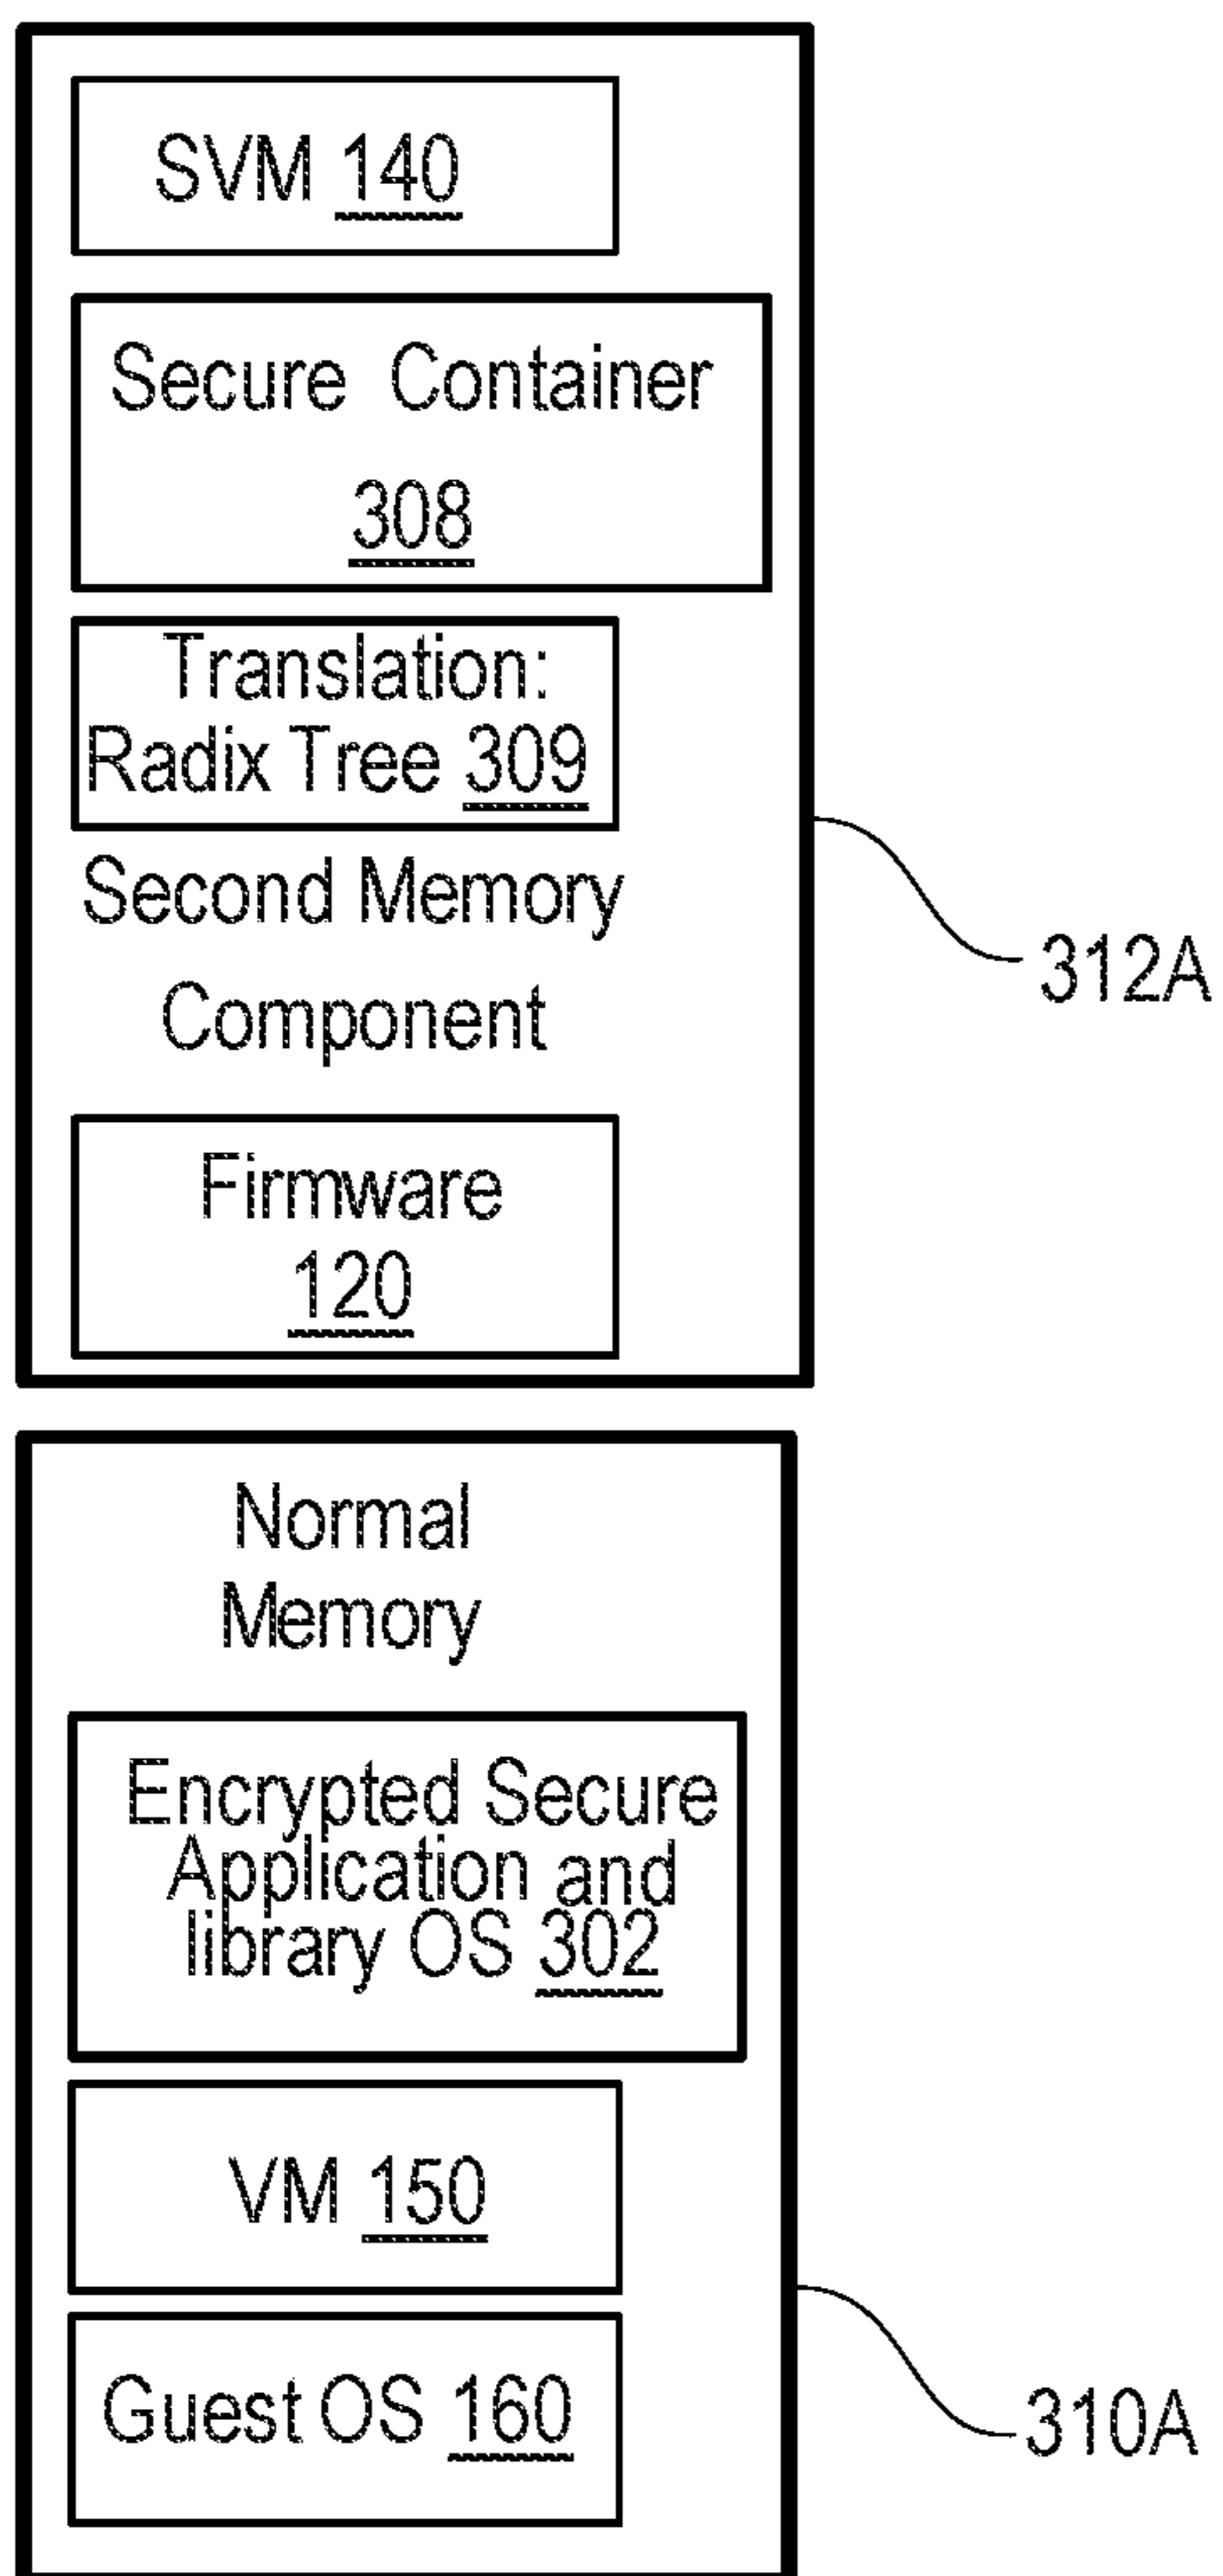 SVM 140
Secure Container
308
Translation:
Radix Tree 309
Second Memory
Component
312A
Firmware
120
Normal
Memory
Encrypted Secure
Application and
library OS 302
VM 150
Guest OS 160
310A